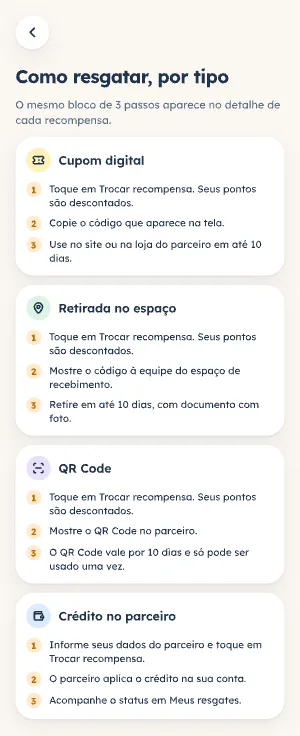 Como resgatar, por tipo
O mesmo bloco de 3 passos aparece no detalhe de
cada recompensa.
Cupom digital
1 Toque em Trocar recompensa. Seus pontos
são descontados.
2 Copie o código que aparece na tela.
3 Use no site ou na loja do parceiro em até 10
dias.
Retirada no espaço
1 Toque em Trocar recompensa. Seus pontos
são descontados.
2 Mostre o código à equipe do espaço de
recebimento.
3 Retire em até 10 dias, com documento com
foto.
QR Code
1 Toque em Trocar recompensa. Seus pontos
são descontados.
2 Mostre o QR Code no parceiro.
3 O QR Code vale por 10 dias e só pode ser
usado uma vez.
Crédito no parceiro
1 Informe seus dados do parceiro e toque em
Trocar recompensa.
2 O parceiro aplica o crédito na sua conta.
3 Acompanhe o status em Meus resgates.